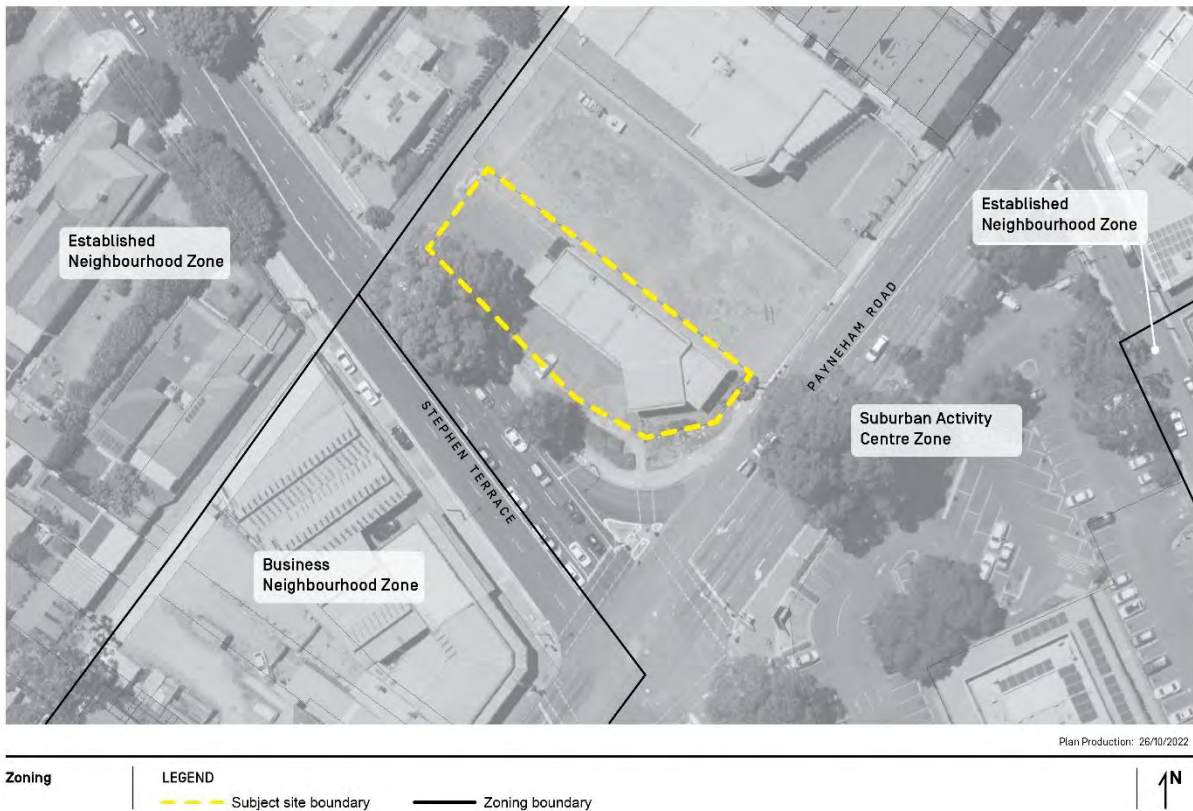 Established
Neighbourhood Zone
Established
Neighbourhood Zone
PAYNEHAM ROAD
Suburban Activity
Centre Zone
STEPHEN TERRACE
Business
Neighbourhood Zone
Plan Production: 26/10/2022
Zoning
LEGEND
Subject site boundary
Zoning boundary
N